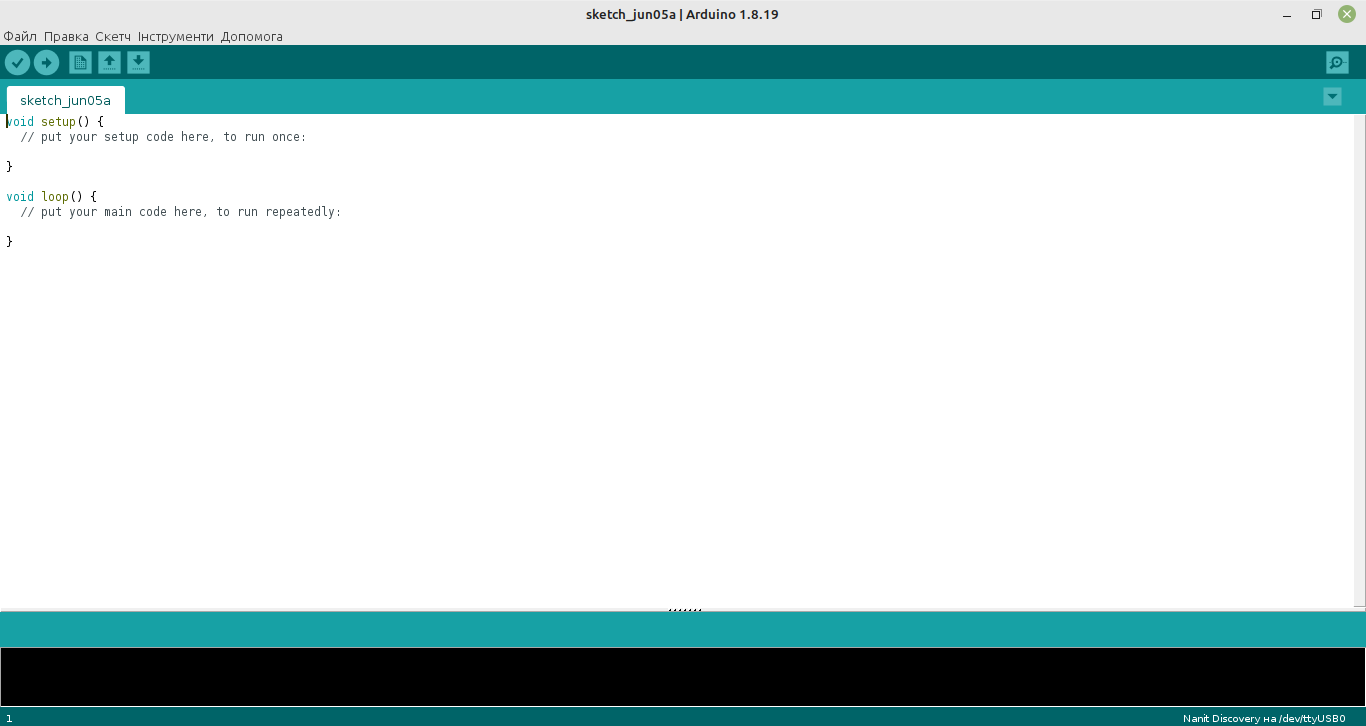 sketch_jun05a | Arduino 1.8.19
Файл Правка Скетч Інструменти Допомога
sketch_jun05a
void setup() {
  // put your setup code here, to run once:
}
void loop() {
  // put your main code here, to run repeatedly:
}
1
Nanit Discovery на /dev/ttyUSB0